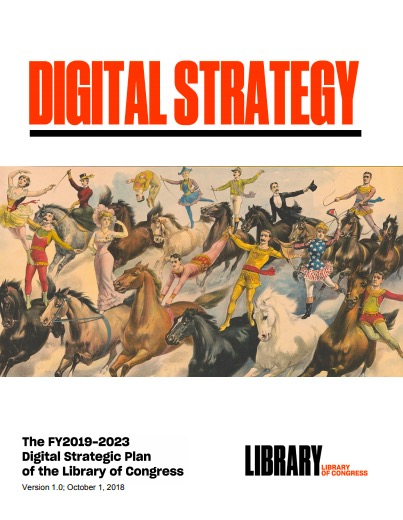 DIGITAL STRATEGY
The FY2019-2023
Digital Strategic Plan
of the Library of Congress
Version 1.0; October 1, 2018
LIBRARY
LIBRARY
OF CONGRESS